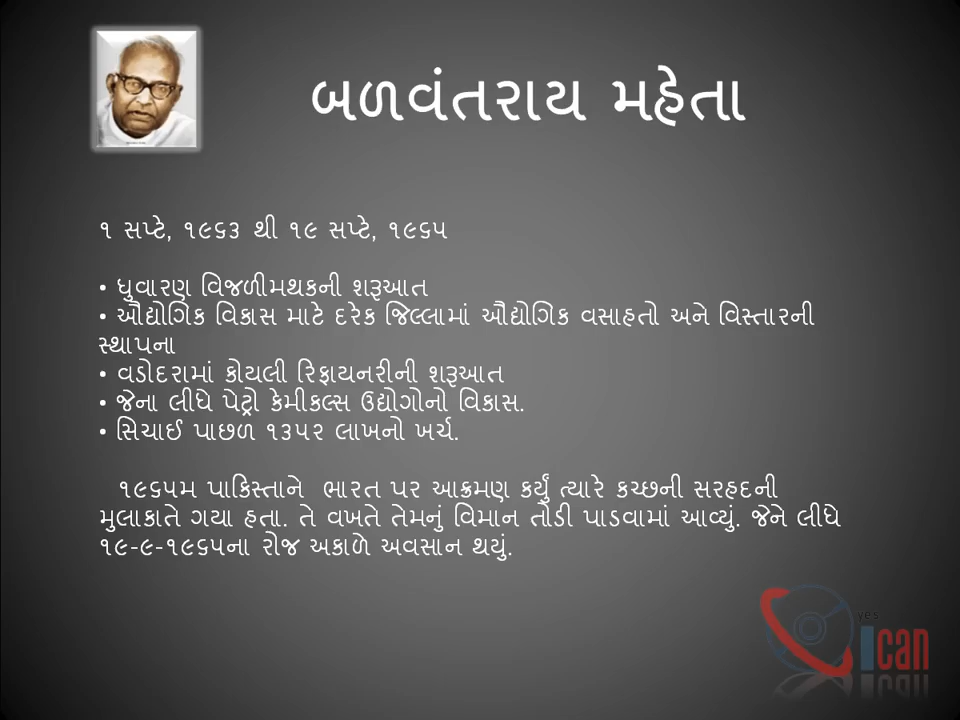 બળવંતરાય મહેતા
૧ સપ્ટે, ૧૯૬૩ થી ૧૯ સપ્ટે, ૧૯૬૫
• ધુવારણ વિજળીમથકની શરૂઆત
• ઔદ્યોગિક વિકાસ માટે દરેક જિલ્લામાં ઔદ્યોગિક વસાહતો અને વિસ્તારની
સ્થાપના
• વડોદરામાં કોયલી રિફાયનરીની શરૂઆત
• જેના લીધે પેટ્રો કેમીકલ્સ ઉદ્યોગોનો વિકાસ.
• સિચાઈ પાછળ ૧૩૫૨ લાખનો ખર્ચ.
૧૯૬૫મ પાકિસ્તાને ભારત પર આક્રમણ કર્યું ત્યારે કચ્છની સરહદની
મુલાકાતે ગયા હતા. તે વખતે તેમનું વિમાન તોડી પાડવામાં આવ્યું. જેને લીધે
૧૯-૯-૧૯૬૫ના રોજ અકાળે અવસાન થયું.
yes
ican